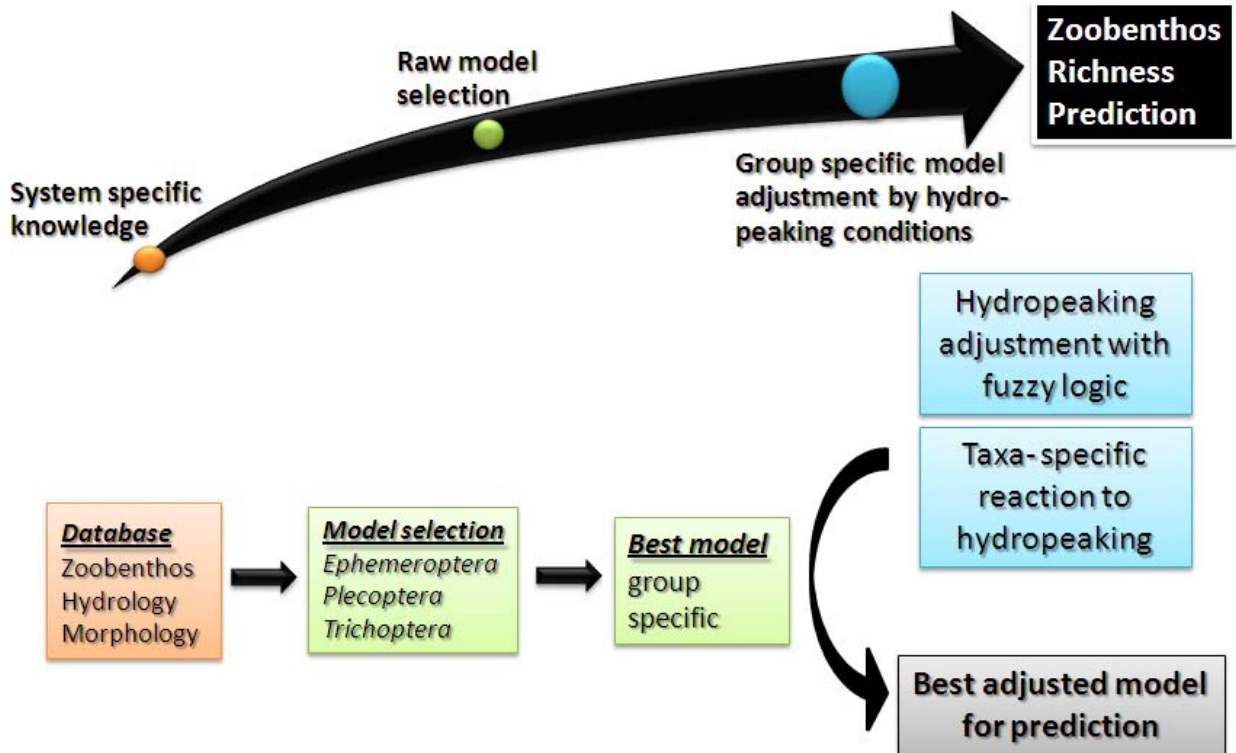 Zoobenthos
Richness
Prediction
Raw model
selection
System specific
knowledge
Group specific model
adjustment by hydro-
peaking conditions
Hydropeaking
adjustment with
fuzzy logic
Taxa- specific
reaction to
hydropeaking
Database
Zoobenthos
Hydrology
Morphology
Model selection
Ephemeroptera
Plecoptera
Trichoptera
Best model
group
specific
Best adjusted model
for prediction